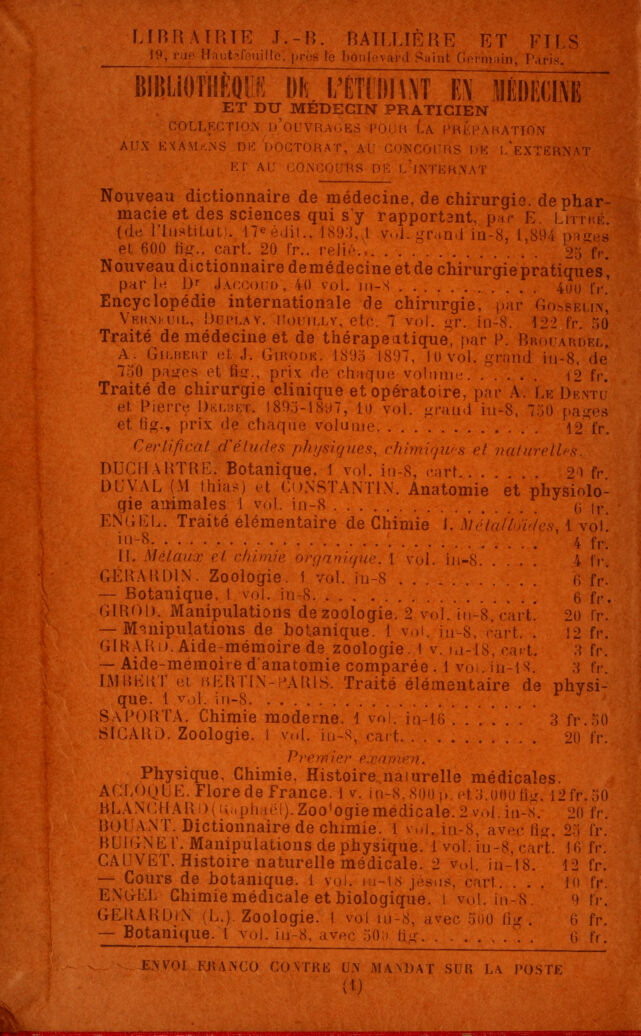 LIBRAIRIE J.-B. BAILLIÈRE ET FILS
19, rue Hautefeuille, près le boulevard Saint Germain, Paris.
BIBLIOTHÈQUE DE L'ÉTUDIANT EN MÉDECINE
ET DU MÉDECIN PRATICIEN
COLLECTION D'OUVRAGES POUR LA PRÉPARATION
AUX EXAMENS DE DOCTORAT, AU CONCOURS DE L'EXTERNAT
ET AU CONCOURS DE L'INTERNAT
Nouveau dictionnaire de médecine, de chirurgie, de phar-
macie et des sciences qui s'y rapportent, par E. LITTRÉ.
(de l'Institut). 17e édit., 1893, 1 vol. grand in-8, 1,894 pages
et 600 fig., cart. 20 fr., relié... 25 fr.
Nouveau dictionnaire de médecine et de chirurgie pratiques,
par le Dr JACCOUD, 40 vol. in-8 . . . . . . . . . . 400 fr.
Encyclopédie internationale de chirurgie, par GOSSELIN,
VERNEUIL, DUPLAY, BOUILLY, etc. 7 vol. gr. in-8. 122 fr. 50
Traité de médecine et de thérapeutique, par P. BROUARDEL,
A. GILBERT et J. GIRODE. 1895 1897, 10 vol. grand in-8, de
750 pages et fig., prix de chaque volume. . . . . . . 12 fr.
Traité de chirurgie clinique et opératoire, par A. LE DENTU
et Pierre DELBET. 1895-1897, 10 vol. grand in-8, 750 pages
et fig., prix de chaque volume. . . . . . . . . . . 12 fr.
Certificat d'études physiques, chimiques et naturelles.
DUCHARTRE. Botanique. 1 vol. in-8, cart. . . . . . . . 20 fr.
DUVAL (M thias) et CONSTANTIN. Anatomie et physiolo-
gie animales 1 vol. in-8 . . . . . . . . . . . . 6 fr.
ENGEL. Traité élémentaire de Chimie I. Métalloïdes, 1 vol.
in-8. . . . . . . . . . . . . . . . . . . 4 fr.
II. Métaux et chimie organique. 1 vol. in-8. . . . . . 4 fr.
GÉRARDIN. Zoologie. 1 vol. in-8 . . . . . . . . . . 6 fr.
— Botanique. 1 vol. in-8. . . . . . . . . . . . . . 6 fr.
GIROD. Manipulations de zoologie. 2 vol. in-8, cart. 20 fr.
— Manipulations de botanique. 1 vol. in-8, cart. . 12 fr.
GIRARD. Aide-mémoire de zoologie. 1 v. in-18, cart. 3 fr.
— Aide-mémoire d'anatomie comparée. 1 vol. in-18. 3 fr.
IMBERT et BERTIN-PARIS. Traité élémentaire de physi-
que. 1 vol. in-8. . . . . . . . . . . . . . . . .
SAPORTA. Chimie moderne. 1 vol. in-16 . . . . . . 3 fr. 50
SICARD. Zoologie. 1 vol. in-8, cart. . . . . . . . . . 20 fr.
Premier examen.
Physique, Chimie, Histoire naturelle médicales.
ACLOQUE. Flore de France. 1 v. in-8, 800 p. et 3.000 fig. 12 fr. 50
BLANCHARD (Raphaël). Zoologie médicale. 2 vol. in-8. 20 fr.
BOUANT. Dictionnaire de chimie. 1 vol. in-8, avec fig. 25 fr.
BUIGNET. Manipulations de physique. 1 vol. in-8, cart. 16 fr.
CAUVET. Histoire naturelle médicale. 2 vol. in-18. 12 fr.
— Cours de botanique. 1 vol. in-18 jésus, cart. . . . . 10 fr.
ENGEL Chimie médicale et biologique. 1 vol. in-8. 9 fr.
GERARDIN (L.). Zoologie. 1 vol in-8, avec 500 fig . 6 fr.
— Botanique. 1 vol. in-8, avec 500 fig. . . . . . . . . . 6 fr.
ENVOI FRANCO CONTRE UN MANDAT SUR LA POSTE
(1)